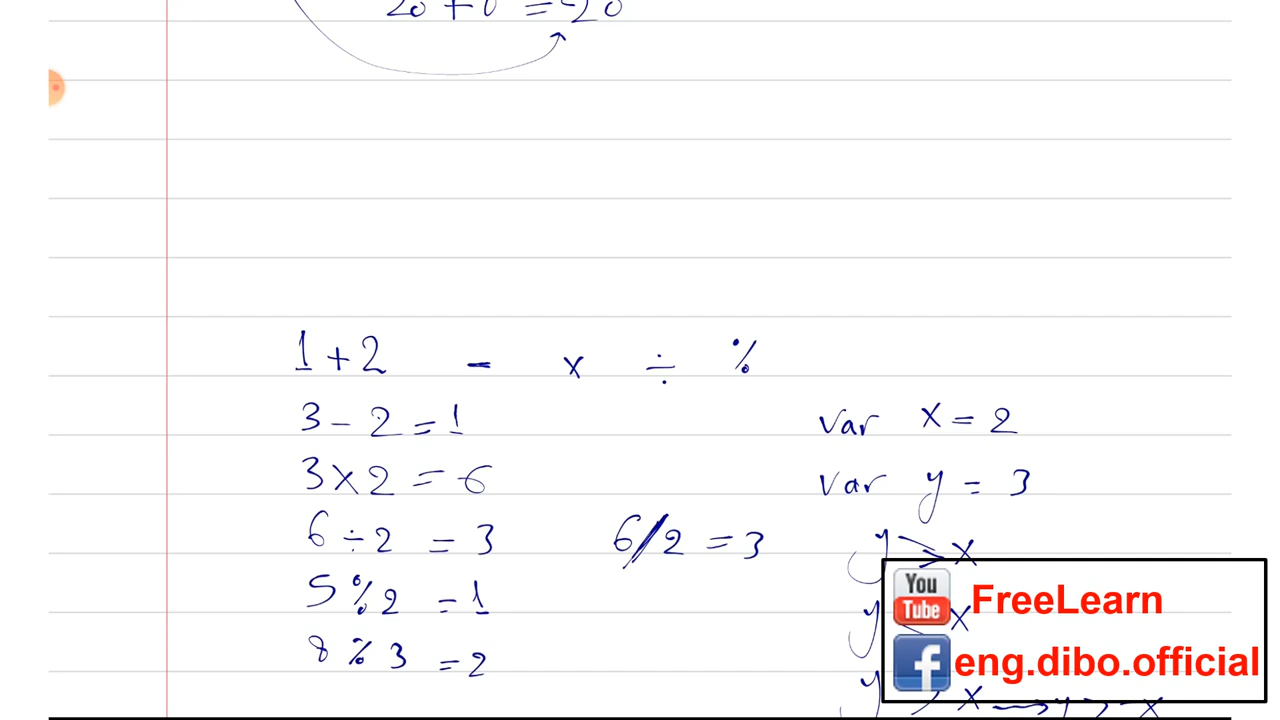 1+2 - x ÷ %
3-2=1
var x=2
3x2=6
var y=3
6÷2=3
6/2=3
y > x
5%2=1
8%3=2
You Tube FreeLearn
f eng.dibo.official